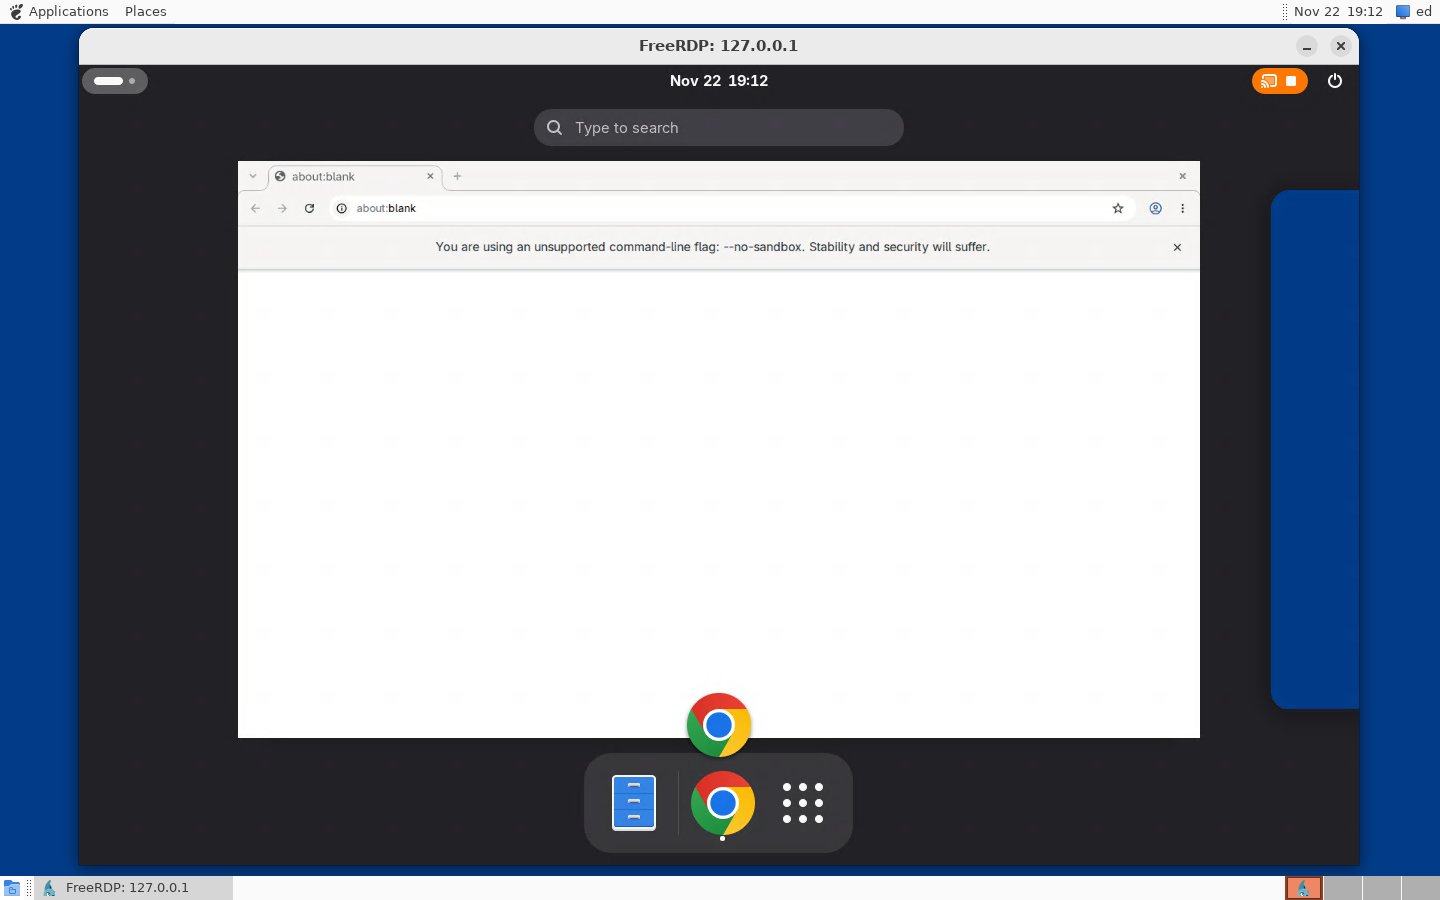 Applications Places
Nov 22 19:12
ed
FreeRDP: 127.0.0.1
Nov 22 19:12
Type to search
about:blank
about:blank
You are using an unsupported command-line flag: --no-sandbox. Stability and security will suffer.
FreeRDP: 127.0.0.1